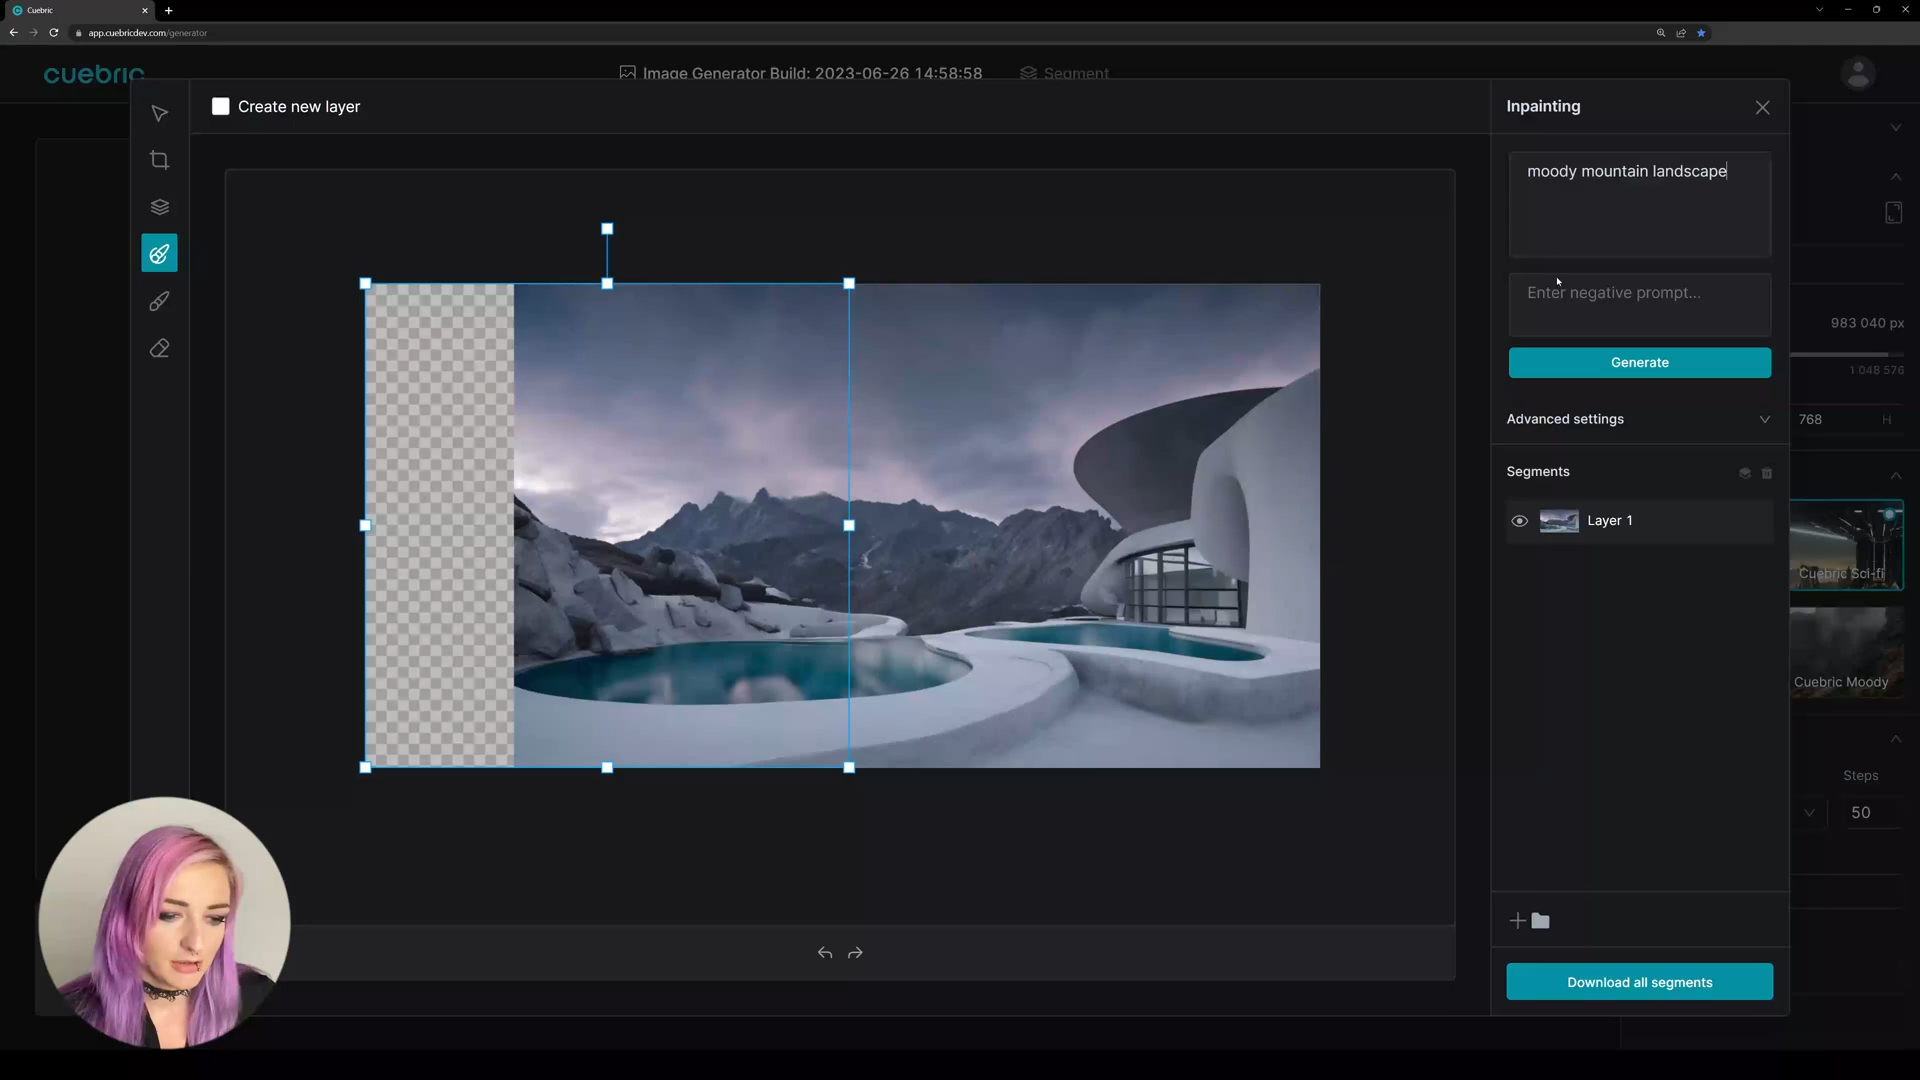 Cuebric
app.cuebricdev.com/generator
cuebric
Image Generator Build: 2023-06-26 14:58:58
Segment
Create new layer
Inpainting
moody mountain landscape
Enter negative prompt...
Generate
Advanced settings
Segments
Layer 1
Download all segments
983 040 px
1 048 576
768 H
Cuebric Sci-fi
Cuebric Moody
Steps
50